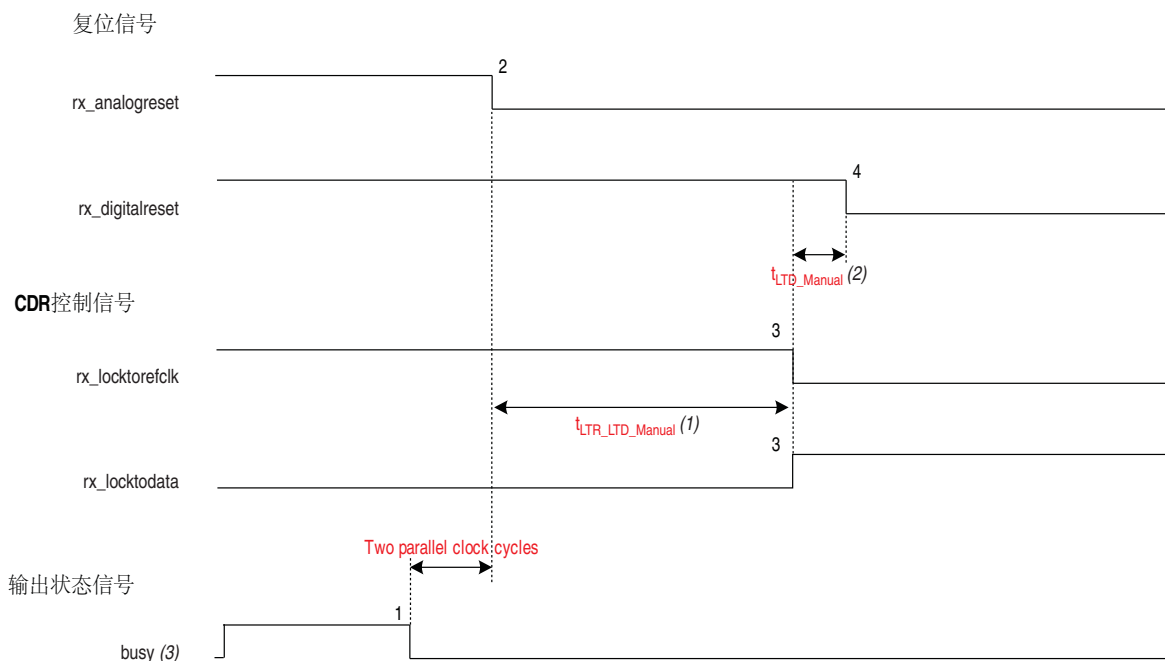 复位信号
2
rx_analogreset
4
rx_digitalreset
tLTD_Manual (2)
CDR控制信号
3
rx_locktorefclk
tLTR_LTD_Manual (1)
3
rx_locktodata
Two parallel clock cycles
输出状态信号
1
busy (3)